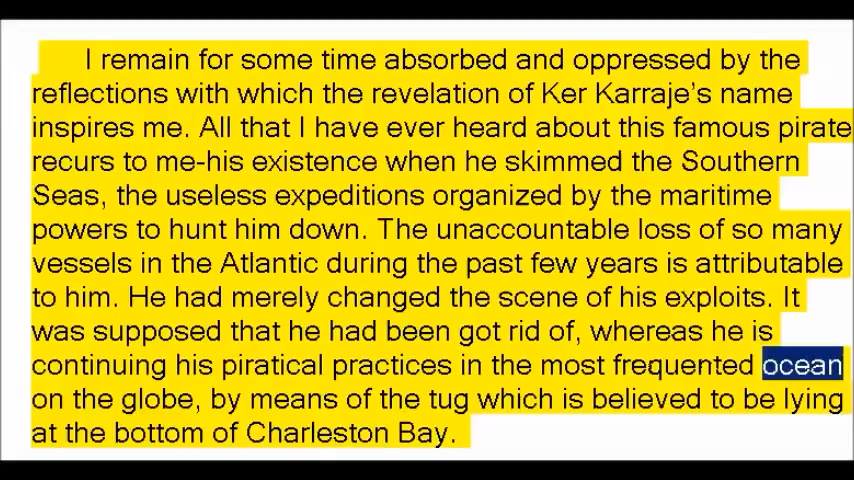 I remain for some time absorbed and oppressed by the
reflections with which the revelation of Ker Karraje's name
inspires me. All that I have ever heard about this famous pirate
recurs to me-his existence when he skimmed the Southern
Seas, the useless expeditions organized by the maritime
powers to hunt him down. The unaccountable loss of so many
vessels in the Atlantic during the past few years is attributable
to him. He had merely changed the scene of his exploits. It
was supposed that he had been got rid of, whereas he is
continuing his piratical practices in the most frequented ocean
on the globe, by means of the tug which is believed to be lying
at the bottom of Charleston Bay.